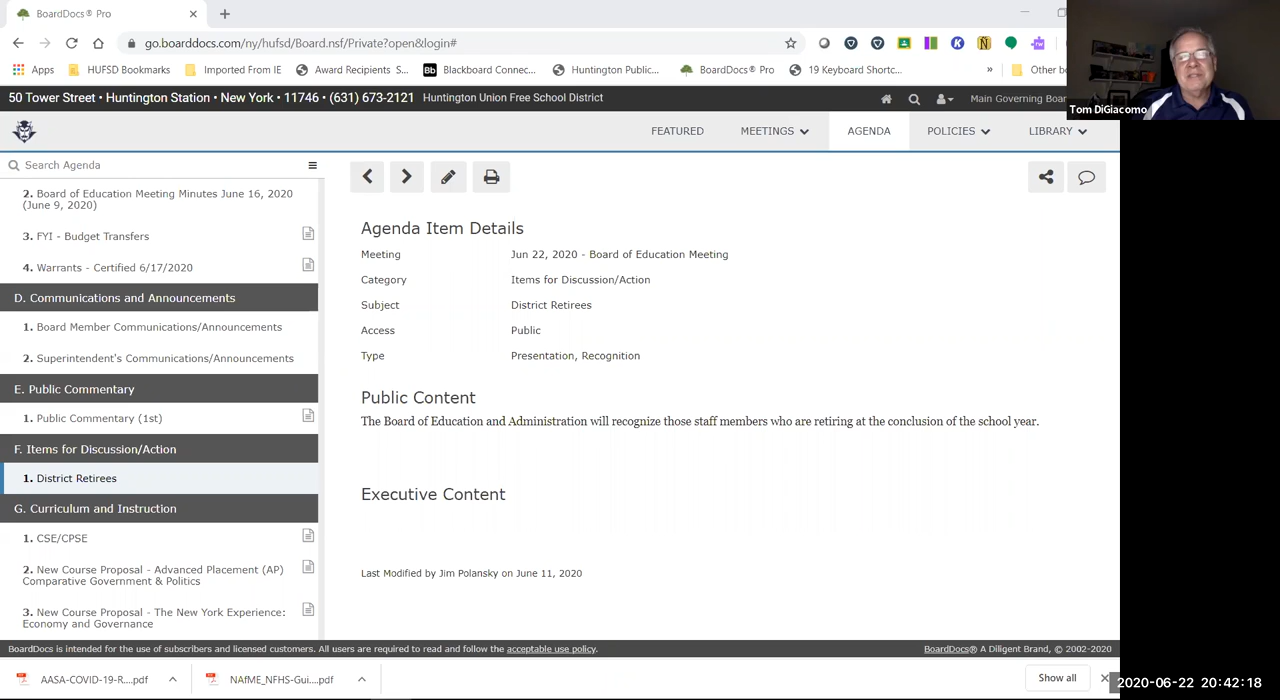 BoardDocs® Pro
go.boarddocs.com/ny/hufsd/Board.nsf/Private?open&login#
Apps
HUFSD Bookmarks
Imported From IE
Award Recipients S...
Bb
Blackboard Connec...
Huntington Public...
BoardDocs® Pro
19 Keyboard Shortc...
»
Other bo
50 Tower Street • Huntington Station • New York • 11746 • (631) 673-2121
Huntington Union Free School District
Main Governing Boar
Tom DiGiacomo
FEATURED
MEETINGS
AGENDA
POLICIES
LIBRARY
Search Agenda
2. Board of Education Meeting Minutes June 16, 2020
(June 9, 2020)
3. FYI - Budget Transfers
4. Warrants - Certified 6/17/2020
D. Communications and Announcements
1. Board Member Communications/Announcements
2. Superintendent's Communications/Announcements
E. Public Commentary
1. Public Commentary (1st)
F. Items for Discussion/Action
1. District Retirees
G. Curriculum and Instruction
1. CSE/CPSE
2. New Course Proposal - Advanced Placement (AP)
Comparative Government & Politics
3. New Course Proposal - The New York Experience:
Economy and Governance
Agenda Item Details
Meeting
Jun 22, 2020 - Board of Education Meeting
Category
Items for Discussion/Action
Subject
District Retirees
Access
Public
Type
Presentation, Recognition
Public Content
The Board of Education and Administration will recognize those staff members who are retiring at the conclusion of the school year.
Executive Content
Last Modified by Jim Polansky on June 11, 2020
BoardDocs is intended for the use of subscribers and licensed customers. All users are required to read and follow the acceptable use policy.
BoardDocs® A Diligent Brand, © 2002-2020
AASA-COVID-19-R....pdf
NAfME_NFHS-Gui....pdf
Show all
2020-06-22 20:42:18